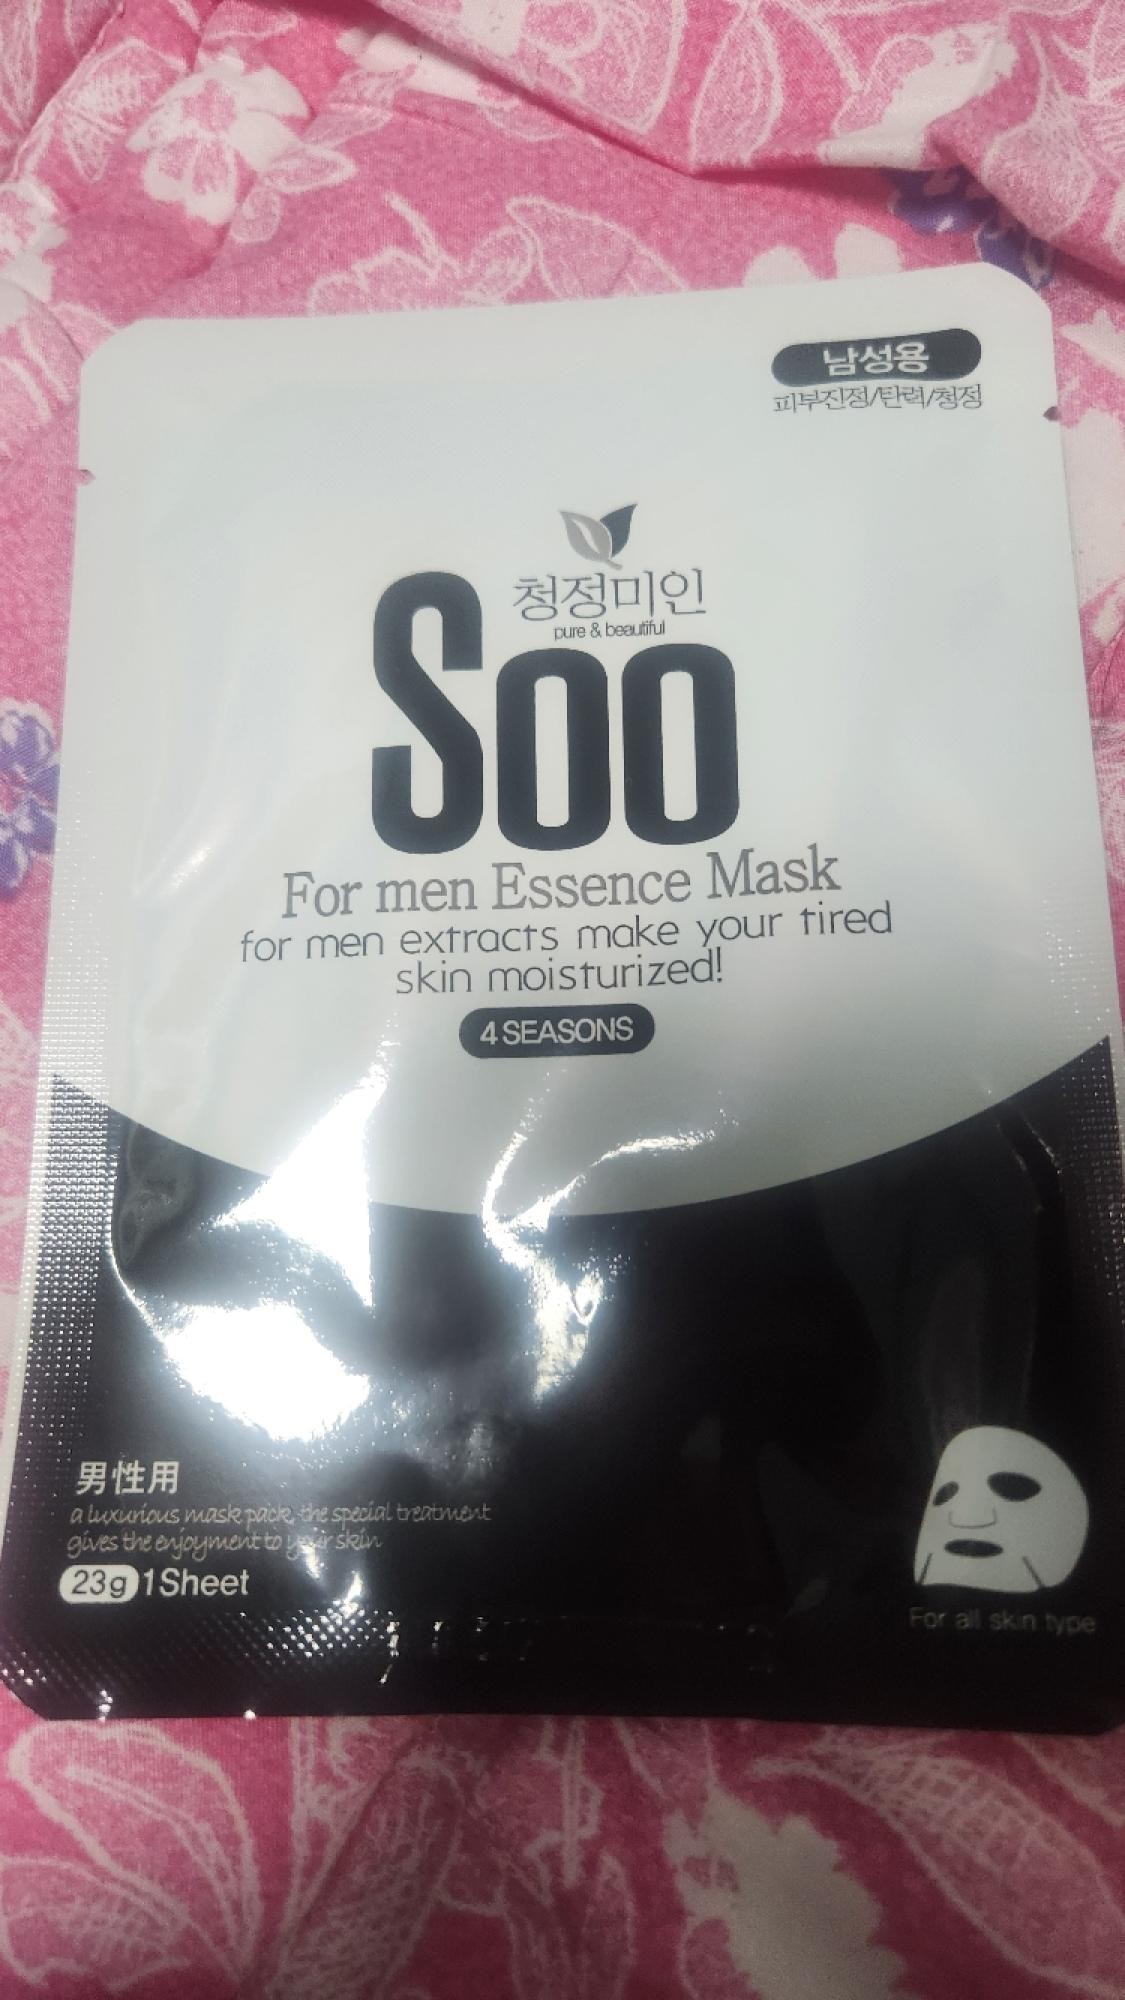 남성용
피부진정/탄력/청정
청정미인
pure & beautiful
Soo
For men Essence Mask
for men extracts make your tired
skin moisturized!
4 SEASONS
男性用
a luxurious mask pack, the special treatment
gives the enjoyment to your skin
23g 1Sheet
For all skin type